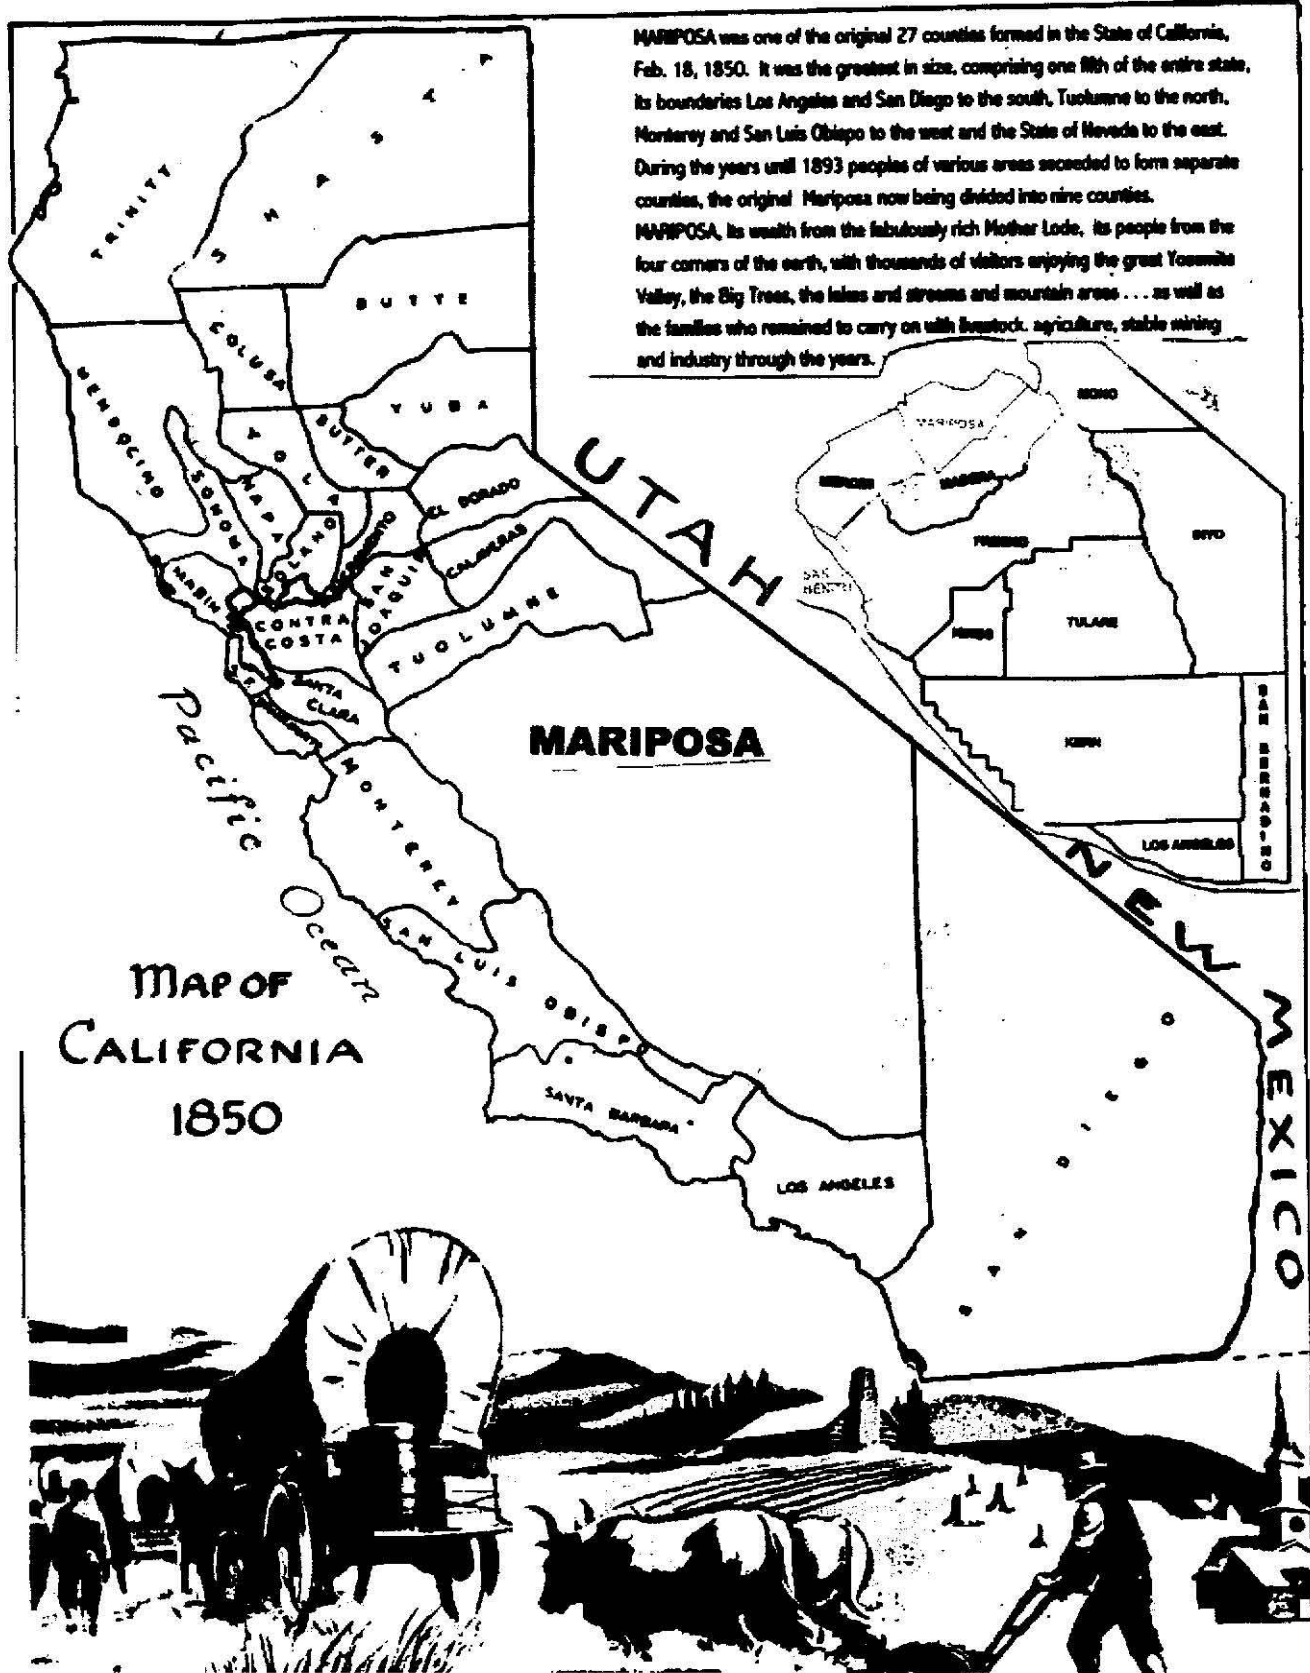 MARIPOSA was one of the original 27 counties formed in the State of California,
Feb. 18, 1850. It was the greatest in size, comprising one fifth of the entire state,
its boundaries Los Angeles and San Diego to the south, Tuolumne to the north,
Monterey and San Luis Obispo to the west and the State of Nevada to the east.
During the years until 1893 peoples of various areas seceeded to form separate
counties, the original Mariposa now being divided into nine counties.
MARIPOSA, its wealth from the fabulously rich Mother Lode, its people from the
four corners of the earth, with thousands of visitors enjoying the great Yosemite
Valley, the Big Trees, the lakes and streams and mountain areas . . . as well as
the families who remained to carry on with livestock, agriculture, stable mining
and industry through the years.
TRINITY
SHASTA
BUTTE
COLUSA
YUBA
MENDOCINO
SUTTER
YOLA
NAPA
SONOMA
SOLANO
EL DORADO
CALAVERAS
MARIN
SAN
JOAQUIN
CONTRA
COSTA
TUOLUMNE
S.F.
SANTA
CLARA
MONTEREY
MARIPOSA
SAN LUIS OBISPO
SANTA BARBARA
LOS ANGELES
SAN DIEGO
UTAH
NEW
MEXICO
Pacific
Ocean
MAP OF
CALIFORNIA
1850
MONO
MARIPOSA
MERCED
MADERA
FRESNO
INYO
SAN
BENITO
KINGS
TULARE
KERN
LOS ANGELES
SAN BERNADINO